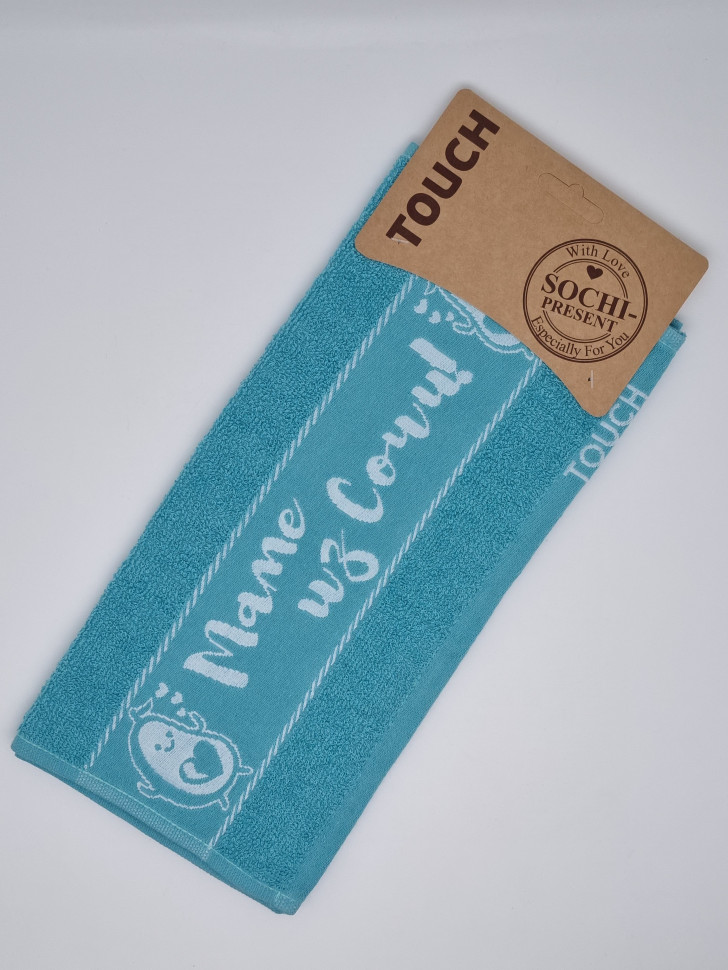 TOUCH
With Love
SOCHI-
PRESENT
Especially For You
TOUCH
Маме
из Сочи!